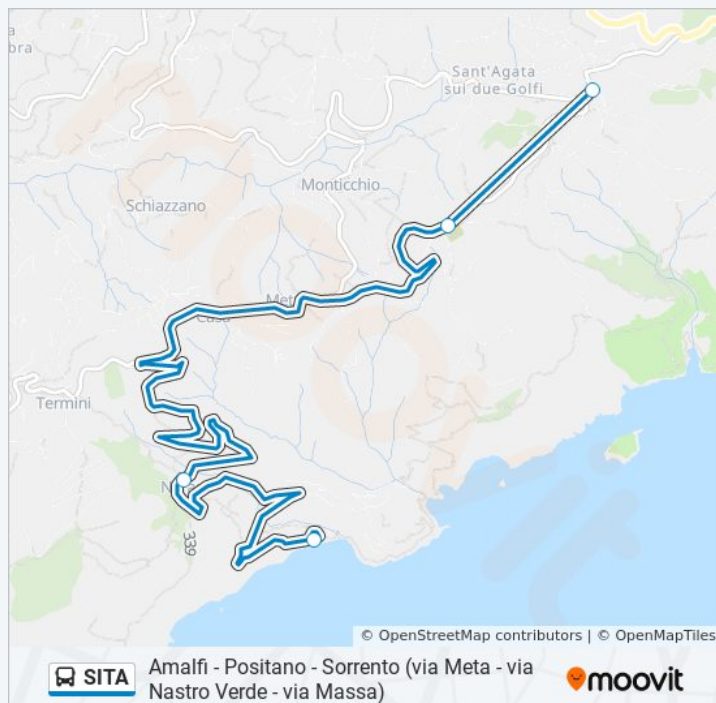 Sant'Agata
sui due Golfi
Monticchio
Schiazzano
Termini
339
© OpenStreetMap contributors | © OpenMapTiles
SITA
Amalfi - Positano - Sorrento (via Meta - via
Nastro Verde - via Massa)
moovit